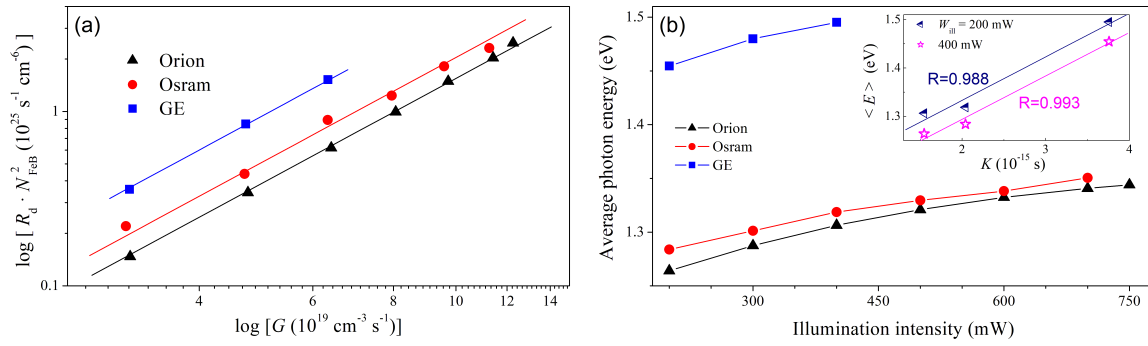 (a)
Orion
Osram
GE
log [ R_d · N²_FeB (10²⁵ s⁻¹ cm⁻⁶) ]
1
0.1
4 6 8 10 12 14
log [G (10¹⁹ cm⁻³ s⁻¹)]
(b)
Average photon energy (eV)
1.5
1.4
1.3
Orion
Osram
GE
300 450 600 750
Illumination intensity (mW)
W_ill = 200 mW
400 mW
R=0.988
R=0.993
< E > (eV)
1.5
1.4
1.3
2 3 4
K (10⁻¹⁵ s)